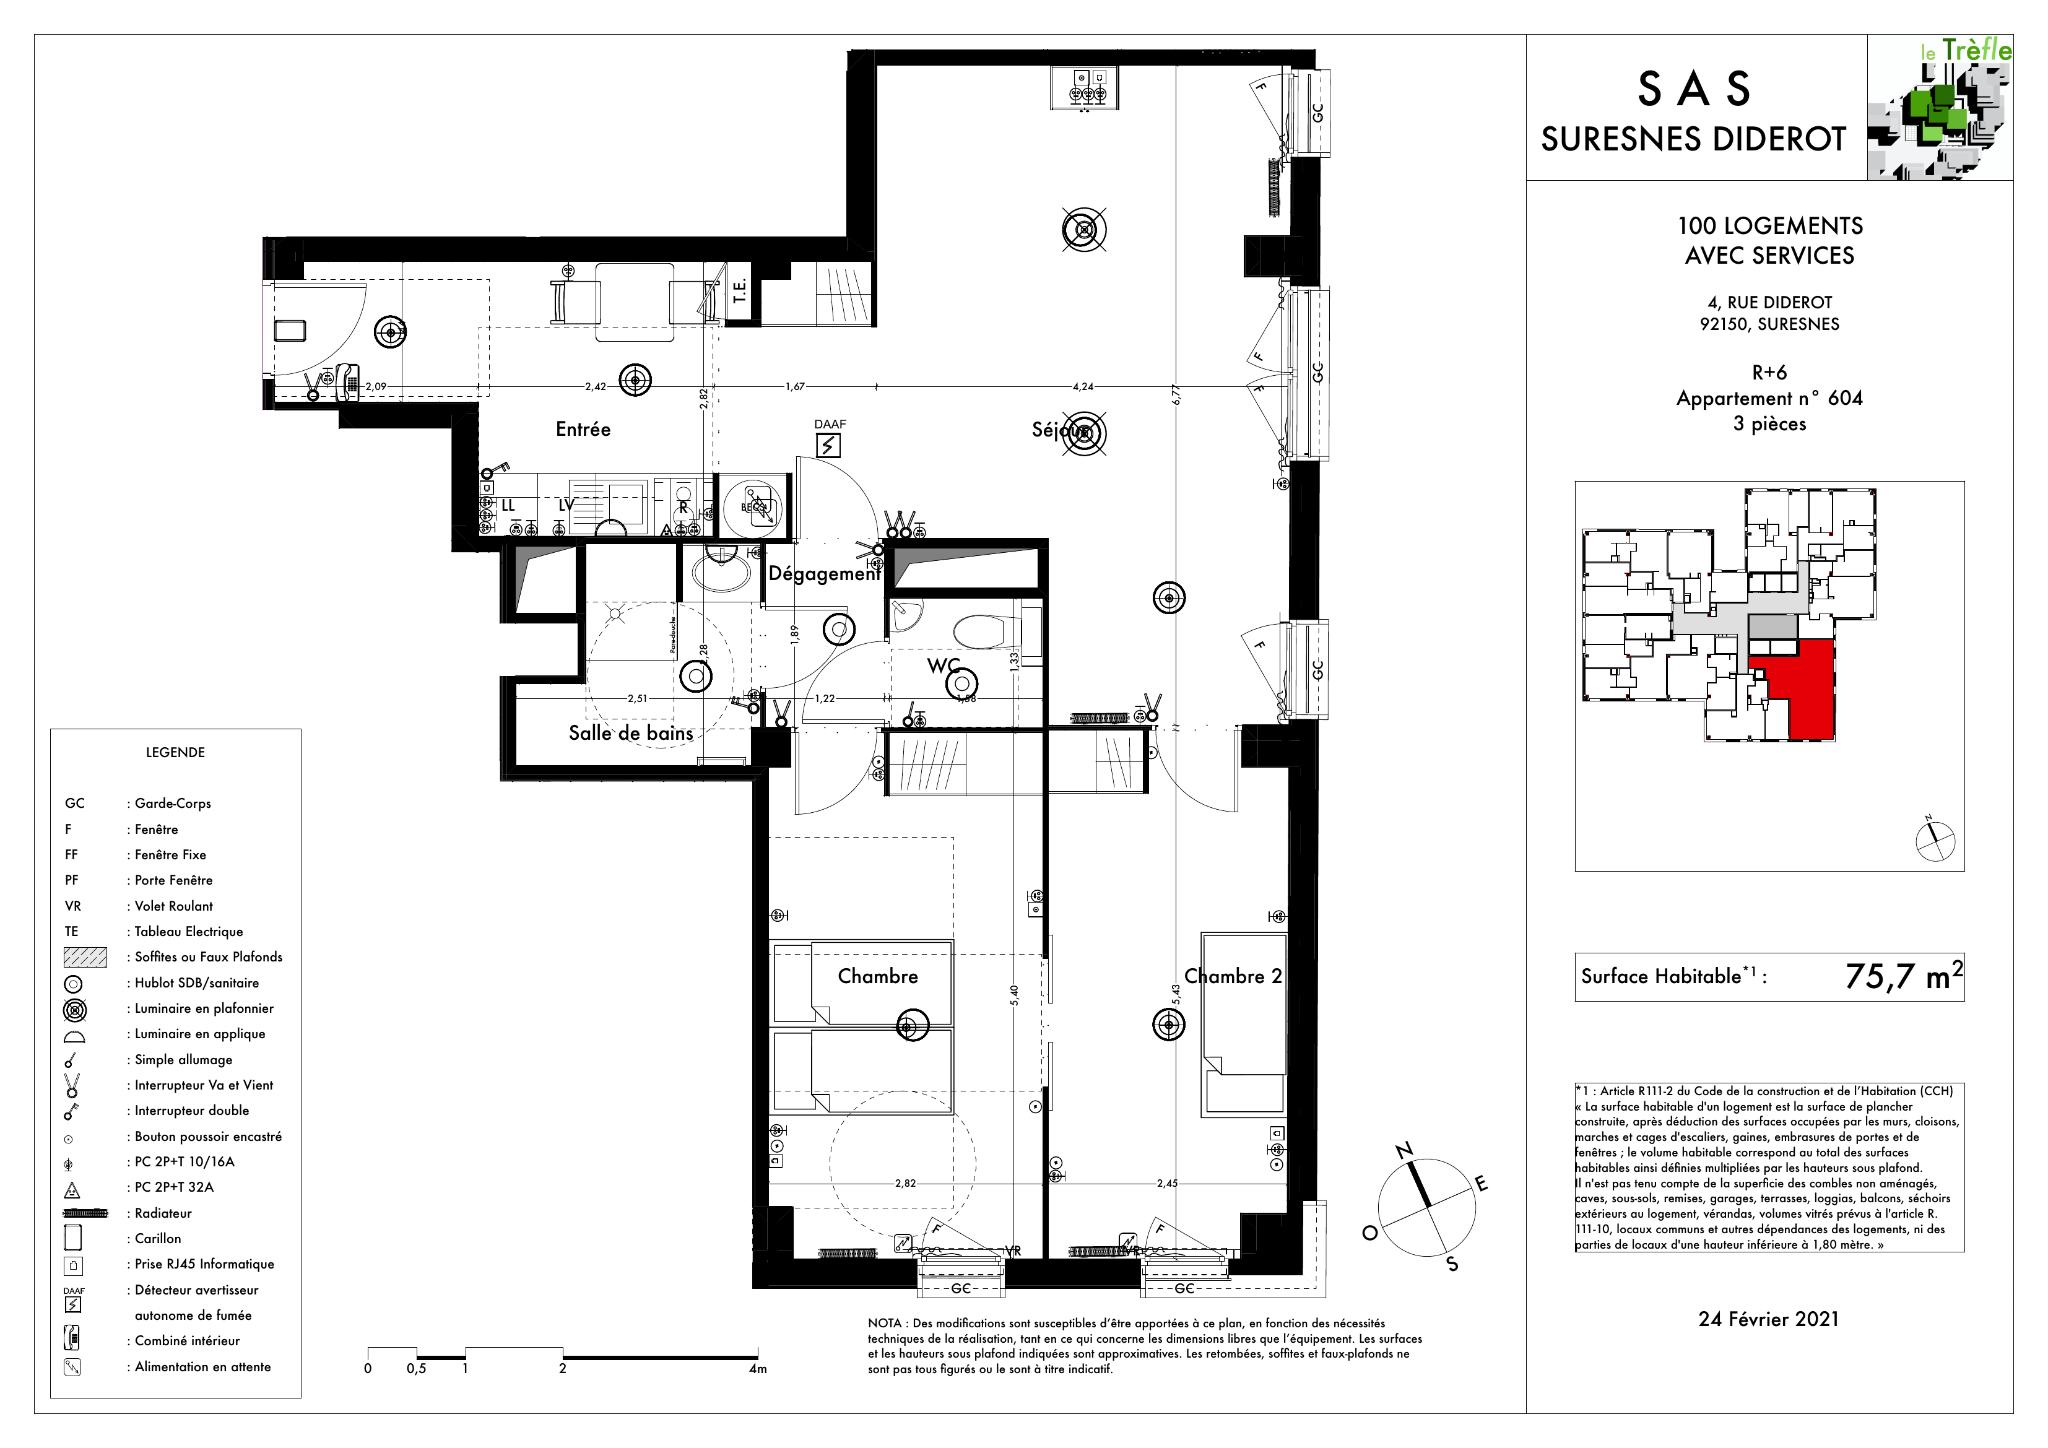 le Trèfle
SAS
SURESNES DIDEROT
100 LOGEMENTS
AVEC SERVICES
4, RUE DIDEROT
92150, SURESNES
R+6
Appartement n° 604
3 pièces
N
Surface Habitable*1 : 75,7 m²
*1 : Article R111-2 du Code de la construction et de l'Habitation (CCH)
« La surface habitable d'un logement est la surface de plancher
construite, après déduction des surfaces occupées par les murs, cloisons,
marches et cages d'escaliers, gaines, embrasures de portes et de
fenêtres ; le volume habitable correspond au total des surfaces
habitables ainsi définies multipliées par les hauteurs sous plafond.
Il n'est pas tenu compte de la superficie des combles non aménagés,
caves, sous-sols, remises, garages, terrasses, loggias, balcons, séchoirs
extérieurs au logement, vérandas, volumes vitrés prévus à l'article R.
111-10, locaux communs et autres dépendances des logements, ni des
parties de locaux d'une hauteur inférieure à 1,80 mètre. »
24 Février 2021
F
GC
T.E.
F
GC
F
2,09
2,42
1,67
4,24
2,82
6,77
Entrée
DAAF
Séjour
LL
LV
R
Dégagement
1,89
2,28
Pare-douche
WC
1,33
F
GC
2,51
1,22
1,58
Salle de bains
Chambre
Chambre 2
5,40
5,43
2,82
2,45
F
VR
F
VR
GC
GC
N
E
O
S
LEGENDE
GC : Garde-Corps
F : Fenêtre
FF : Fenêtre Fixe
PF : Porte Fenêtre
VR : Volet Roulant
TE : Tableau Electrique
: Soffites ou Faux Plafonds
: Hublot SDB/sanitaire
: Luminaire en plafonnier
: Luminaire en applique
: Simple allumage
: Interrupteur Va et Vient
: Interrupteur double
: Bouton poussoir encastré
: PC 2P+T 10/16A
: PC 2P+T 32A
: Radiateur
: Carillon
: Prise RJ45 Informatique
DAAF : Détecteur avertisseur
autonome de fumée
: Combiné intérieur
: Alimentation en attente
0 0,5 1 2 4m
NOTA : Des modifications sont susceptibles d'être apportées à ce plan, en fonction des nécessités
techniques de la réalisation, tant en ce qui concerne les dimensions libres que l'équipement. Les surfaces
et les hauteurs sous plafond indiquées sont approximatives. Les retombées, soffites et faux-plafonds ne
sont pas tous figurés ou le sont à titre indicatif.